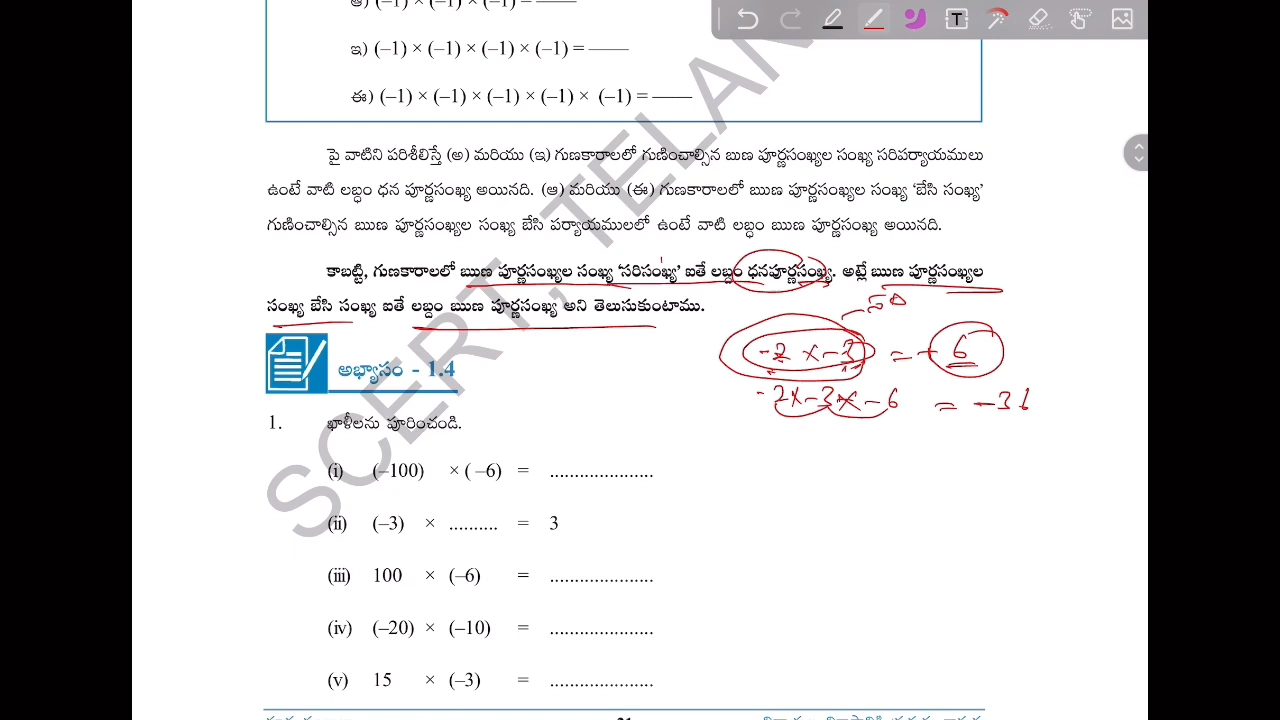 ఆ) (–1) × (–1) × (–1) = ——
ఇ) (–1) × (–1) × (–1) × (–1) = ——
ఈ) (–1) × (–1) × (–1) × (–1) × (–1) = ——
పై వాటిని పరిశీలిస్తే (అ) మరియు (ఇ) గుణకారాలలో గుణించాల్సిన ఋణ పూర్ణసంఖ్యల సంఖ్య సరిపర్యాయములు
ఉంటే వాటి లబ్ధం ధన పూర్ణసంఖ్య అయినది. (ఆ) మరియు (ఈ) గుణకారాలలో ఋణ పూర్ణసంఖ్యల సంఖ్య ‘బేసి సంఖ్య’
గుణించాల్సిన ఋణ పూర్ణసంఖ్యల సంఖ్య బేసి పర్యాయములలో ఉంటే వాటి లబ్ధం ఋణ పూర్ణసంఖ్య అయినది.
కాబట్టి, గుణకారాలలో ఋణ పూర్ణసంఖ్యల సంఖ్య ‘సరిసంఖ్య’ ఐతే లబ్దం ధనపూర్ణసంఖ్య. అట్లే ఋణ పూర్ణసంఖ్యల
సంఖ్య బేసి సంఖ్య ఐతే లబ్దం ఋణ పూర్ణసంఖ్య అని తెలుసుకుంటాము.
-2 × -3 = + 6
-2 × -3 × -6 = -36
అభ్యాసం - 1.4
1. ఖాళీలను పూరించండి.
(i) (–100) × ( –6) = .....................
(ii) (–3) × .......... = 3
(iii) 100 × (–6) = .....................
(iv) (–20) × (–10) = .....................
(v) 15 × (–3) = .....................
SCERT, TELAN
T